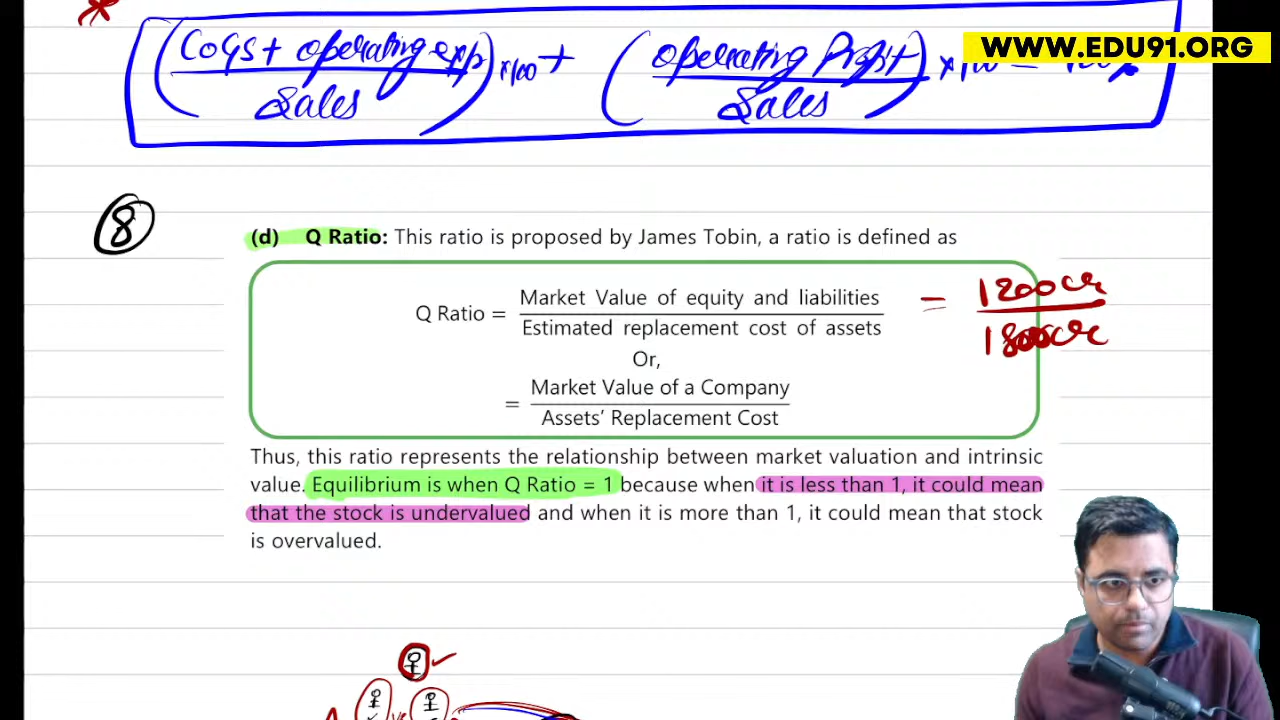 WWW.EDU91.ORG
(COGS + operating exp / Sales) x100 + (operating Profit / Sales) x100 = 100%
8
(d) Q Ratio: This ratio is proposed by James Tobin, a ratio is defined as
Q Ratio = Market Value of equity and liabilities / Estimated replacement cost of assets = 1200cr / 1800cr
Or,
= Market Value of a Company / Assets' Replacement Cost
Thus, this ratio represents the relationship between market valuation and intrinsic
value. Equilibrium is when Q Ratio = 1 because when it is less than 1, it could mean
that the stock is undervalued and when it is more than 1, it could mean that stock
is overvalued.
vs